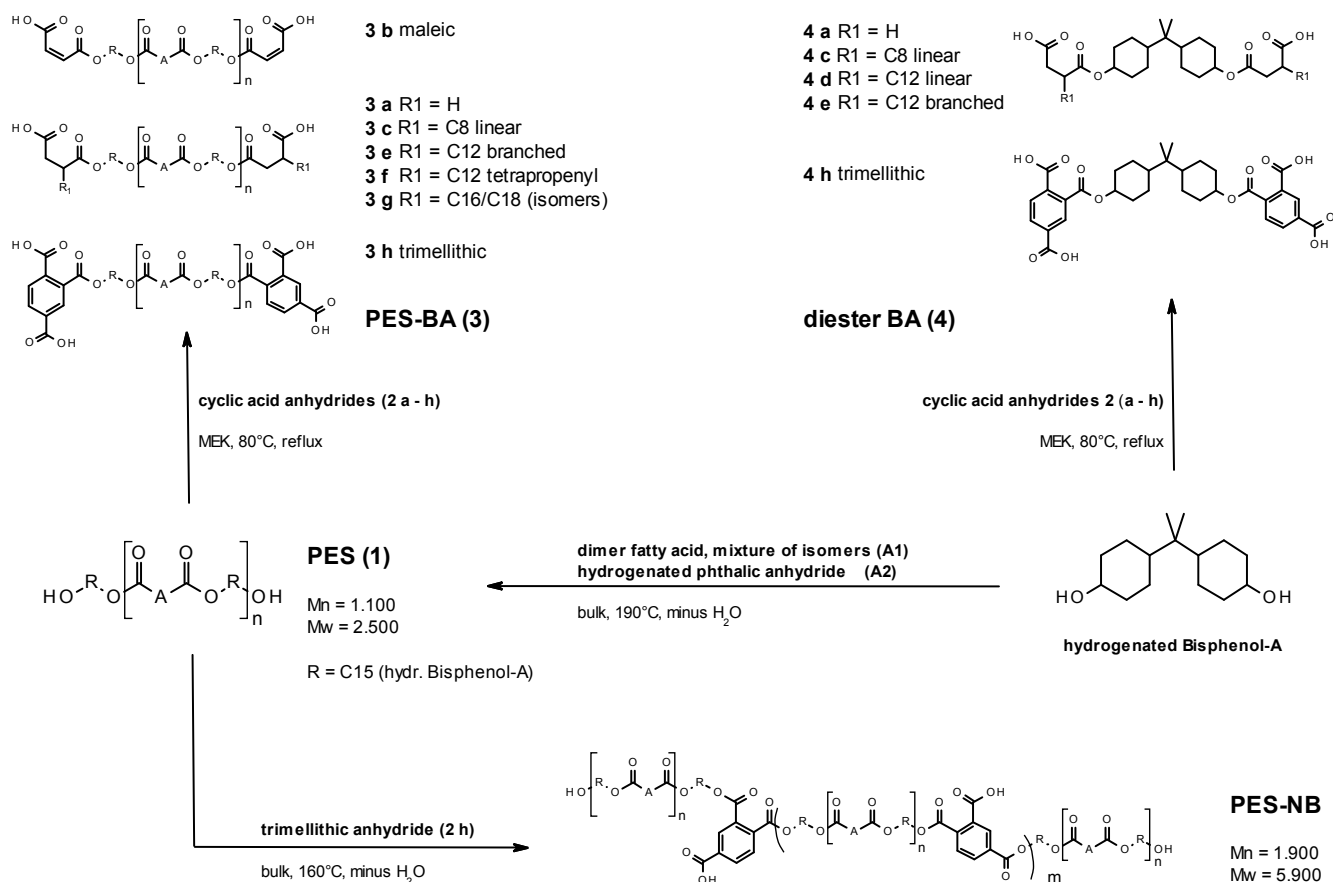 3 b maleic
3 a R1 = H
3 c R1 = C8 linear
3 e R1 = C12 branched
3 f R1 = C12 tetrapropenyl
3 g R1 = C16/C18 (isomers)
3 h trimellithic
PES-BA (3)
4 a R1 = H
4 c R1 = C8 linear
4 d R1 = C12 linear
4 e R1 = C12 branched
4 h trimellithic
diester BA (4)
cyclic acid anhydrides (2 a - h)
MEK, 80°C, reflux
cyclic acid anhydrides 2 (a - h)
MEK, 80°C, reflux
PES (1)
Mn = 1.100
Mw = 2.500
R = C15 (hydr. Bisphenol-A)
dimer fatty acid, mixture of isomers (A1)
hydrogenated phthalic anhydride (A2)
bulk, 190°C, minus H2O
hydrogenated Bisphenol-A
trimellithic anhydride (2 h)
bulk, 160°C, minus H2O
PES-NB
Mn = 1.900
Mw = 5.900